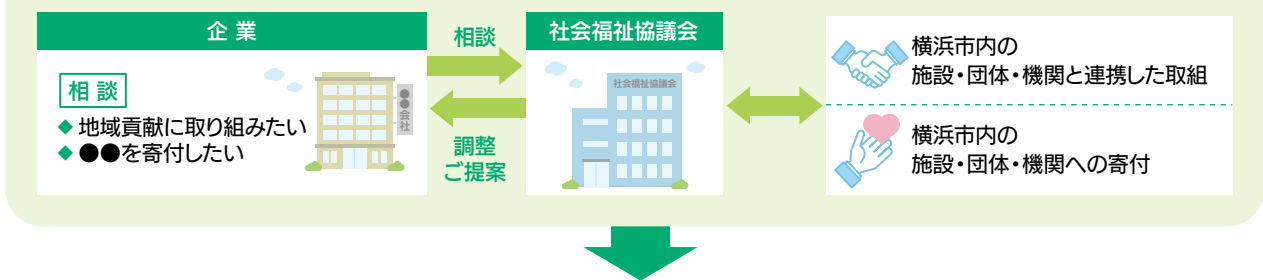 企業
相談
◆地域貢献に取り組みたい
◆●●を寄付したい
●●会社
相談
調整
ご提案
社会福祉協議会
社会福祉協議会
横浜市内の
施設・団体・機関と連携した取組
横浜市内の
施設・団体・機関への寄付